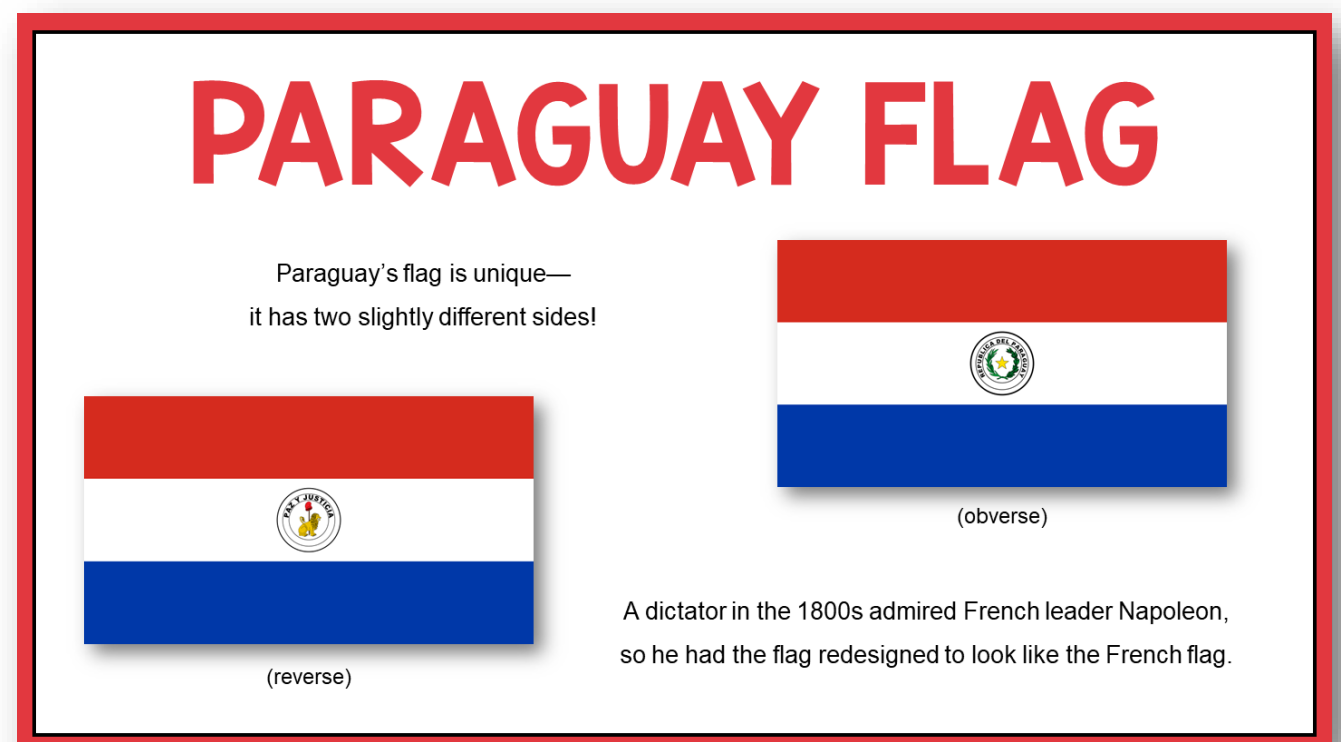 PARAGUAY FLAG
Paraguay's flag is unique—
it has two slightly different sides!
REPUBLICA DEL PARAGUAY
(obverse)
PAZ Y JUSTICIA
(reverse)
A dictator in the 1800s admired French leader Napoleon,
so he had the flag redesigned to look like the French flag.